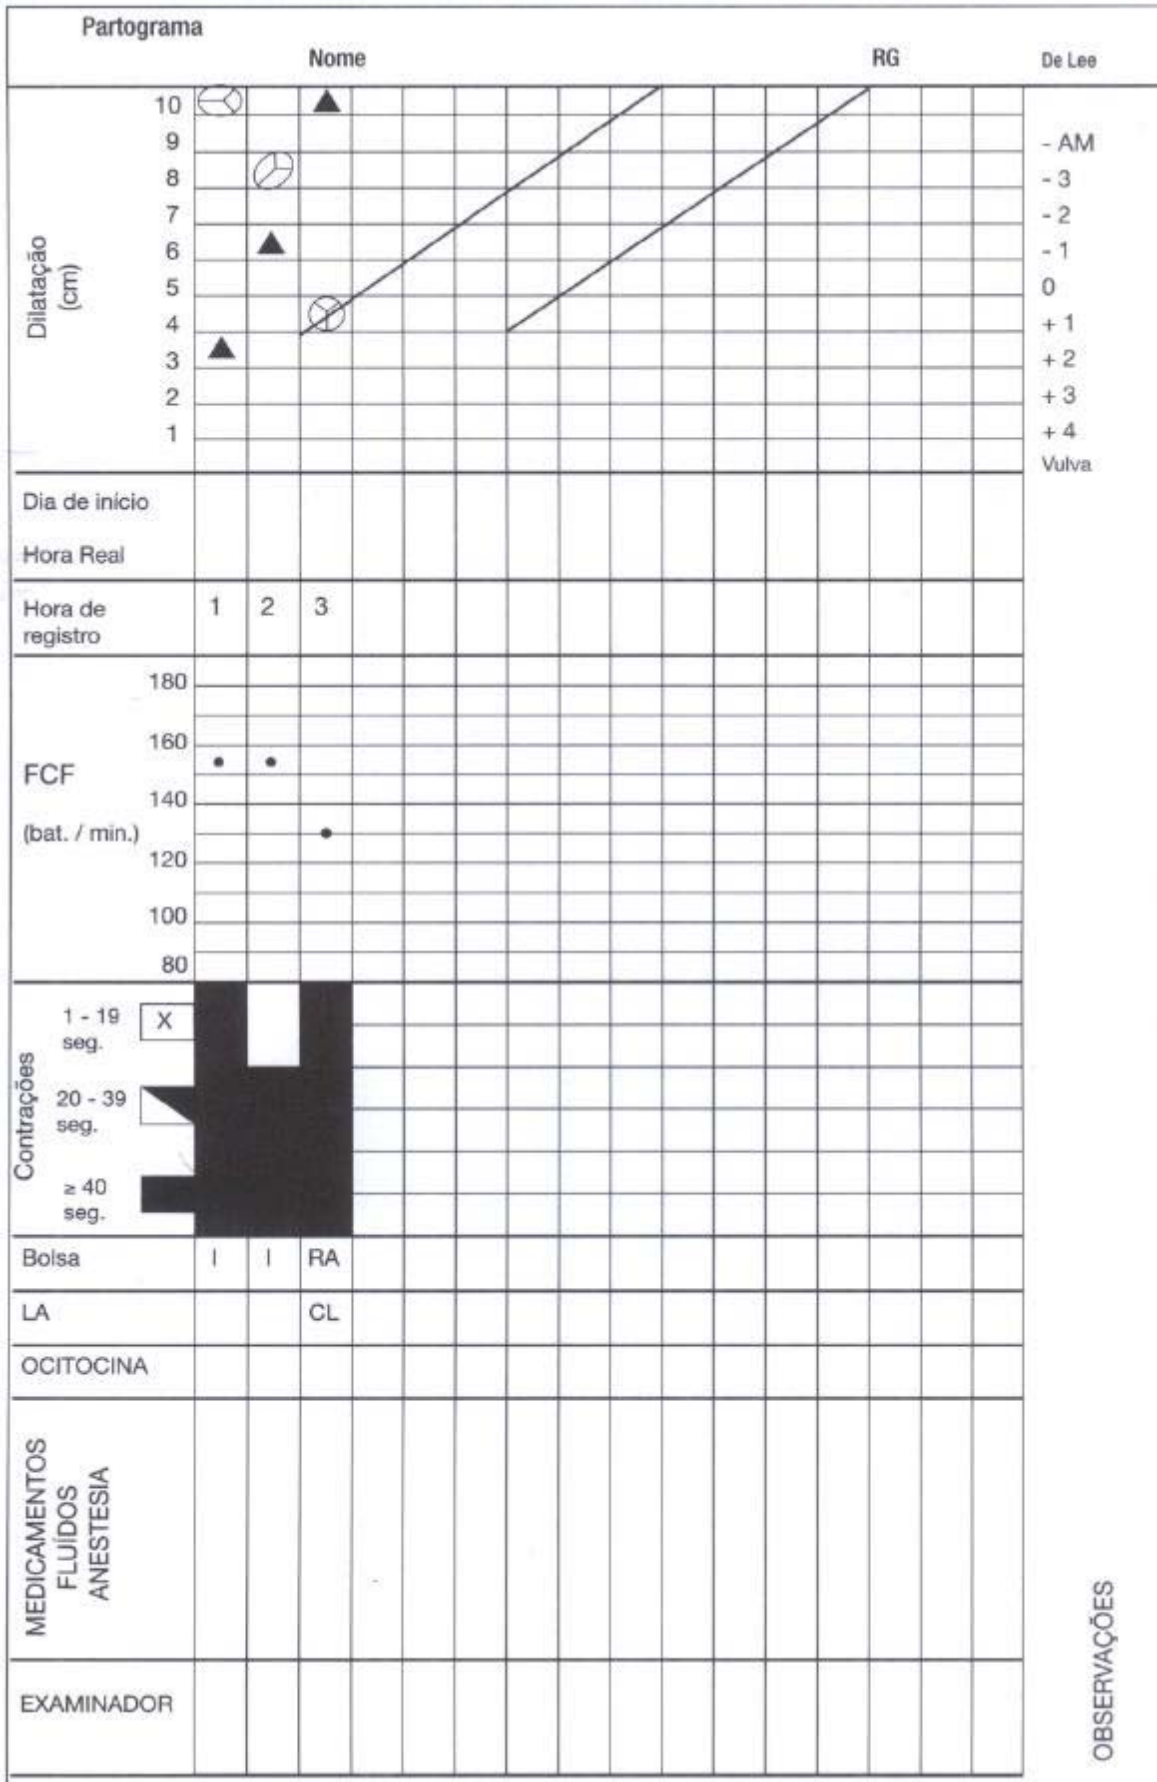 Partograma
Nome RG De Lee
Dilatação
(cm)
10
9 - AM
8 - 3
7 - 2
6 - 1
5 0
4 + 1
3 + 2
2 + 3
1 + 4
Vulva
Dia de início
Hora Real
Hora de
registro
1 2 3
FCF
(bat. / min.)
180
160
140
120
100
80
Contrações
1 - 19
seg.
X
20 - 39
seg.
≥ 40
seg.
Bolsa I I RA
LA CL
OCITOCINA
MEDICAMENTOS
FLUÍDOS
ANESTESIA
EXAMINADOR
OBSERVAÇÕES